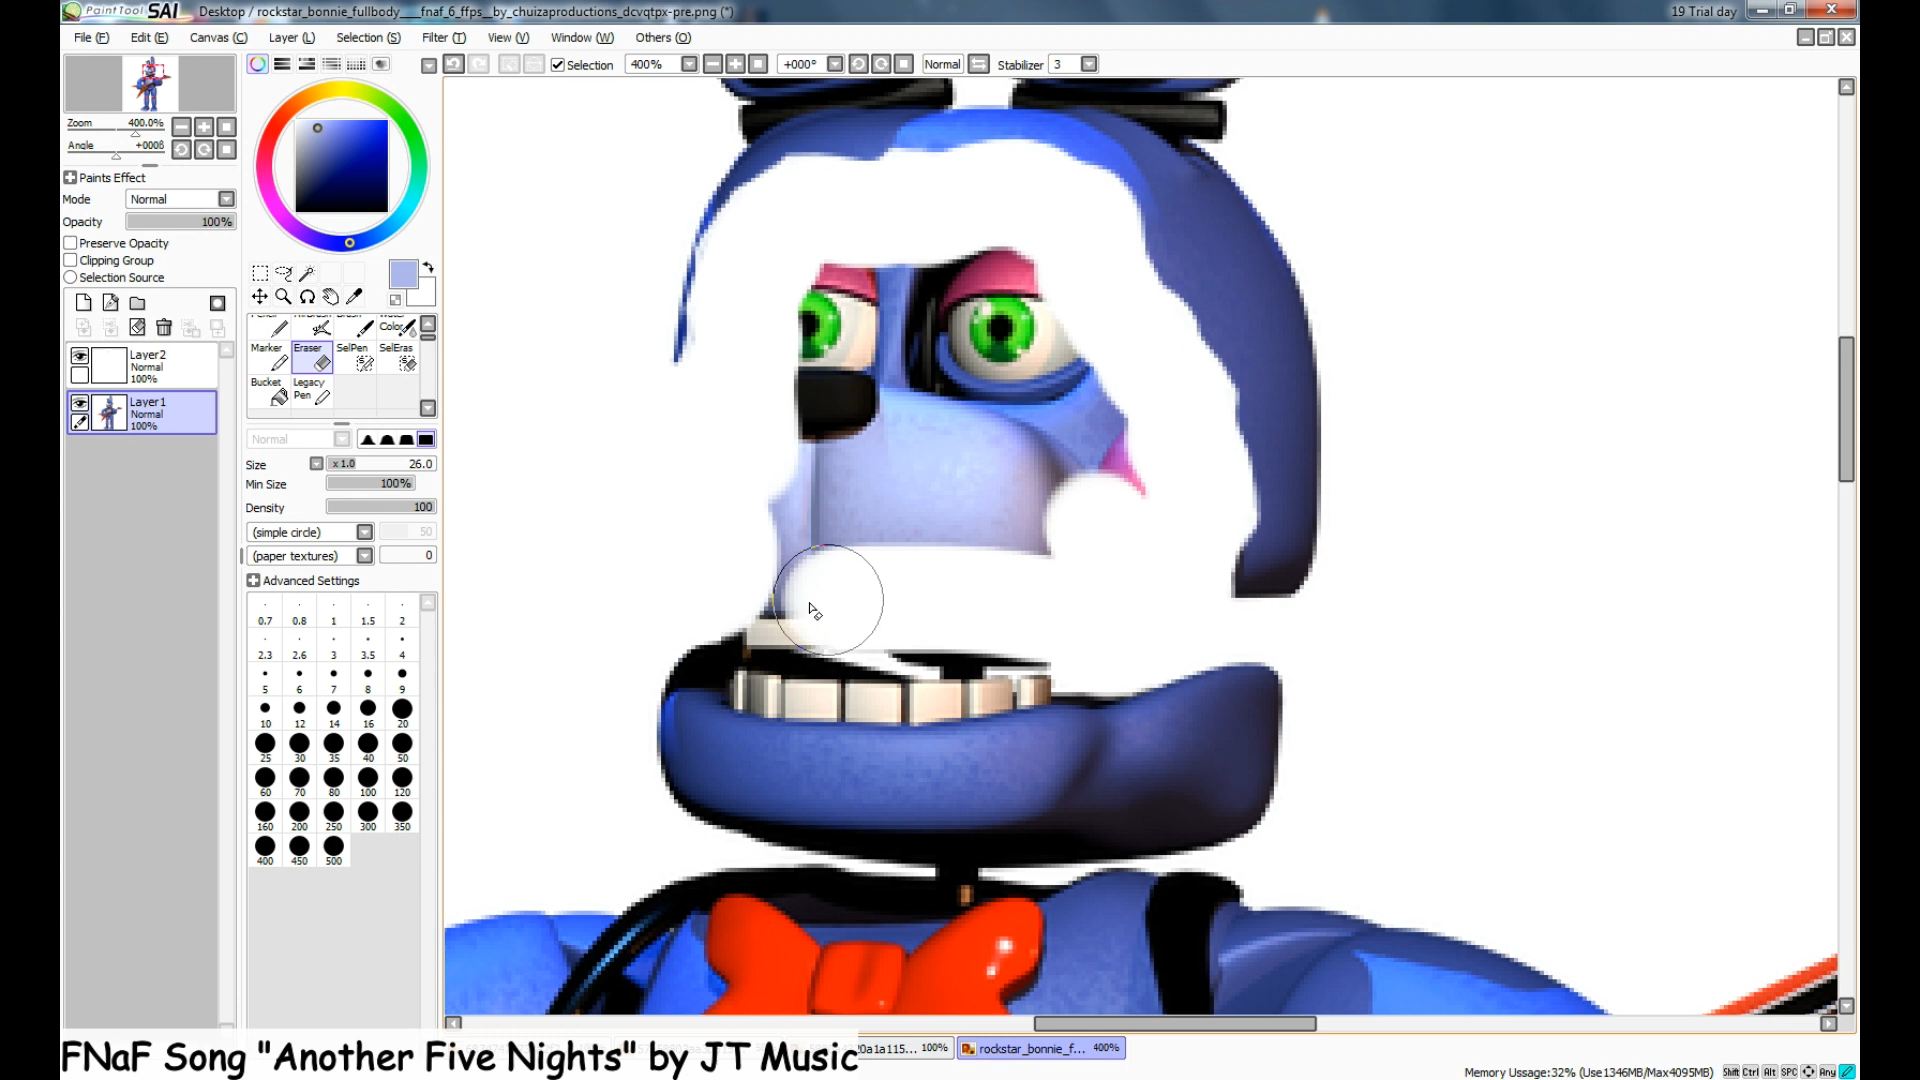 PaintTool SAI Desktop / rockstar_bonnie_fullbody___fnaf_6_ffps__by_chuizaproductions_dcvqtpx-pre.png (*) 19 Trial day
File (F) Edit (E) Canvas (C) Layer (L) Selection (S) Filter (T) View (V) Window (W) Others (O)
Selection 400% +000° Normal Stabilizer 3
Zoom 400.0%
Angle +000ß
Paints Effect
Mode Normal
Opacity 100%
Preserve Opacity
Clipping Group
Selection Source
Layer2
Normal
100%
Layer1
Normal
100%
Color
Marker Eraser SelPen SelEras
Bucket Legacy
Pen
Normal
Size x 1.0 26.0
Min Size 100%
Density 100
(simple circle) 50
(paper textures) 0
Advanced Settings
0.7 0.8 1 1.5 2
2.3 2.6 3 3.5 4
5 6 7 8 9
10 12 14 16 20
25 30 35 40 50
60 70 80 100 120
160 200 250 300 350
400 450 500
FNaF Song "Another Five Nights" by JT Music
0a1a115... 100% rockstar_bonnie_f... 400%
Memory Ussage:32% (Use1346MB/Max4095MB) Shift Ctrl Alt SPC Any